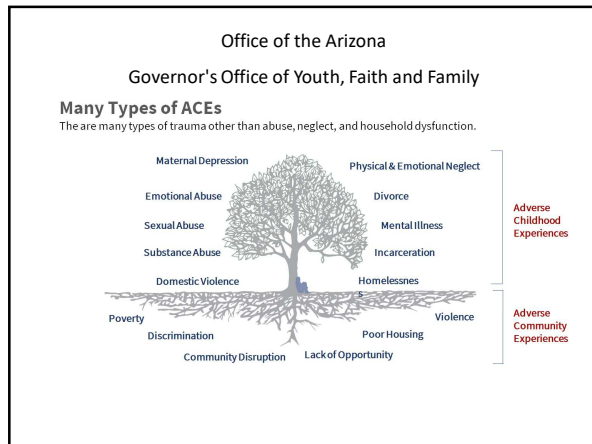 Office of the Arizona
Governor's Office of Youth, Faith and Family
Many Types of ACEs
The are many types of trauma other than abuse, neglect, and household dysfunction.
Maternal Depression
Physical & Emotional Neglect
Emotional Abuse
Divorce
Sexual Abuse
Mental Illness
Substance Abuse
Incarceration
Domestic Violence
Homelessnes
s
Adverse
Childhood
Experiences
Poverty
Violence
Discrimination
Poor Housing
Community Disruption
Lack of Opportunity
Adverse
Community
Experiences